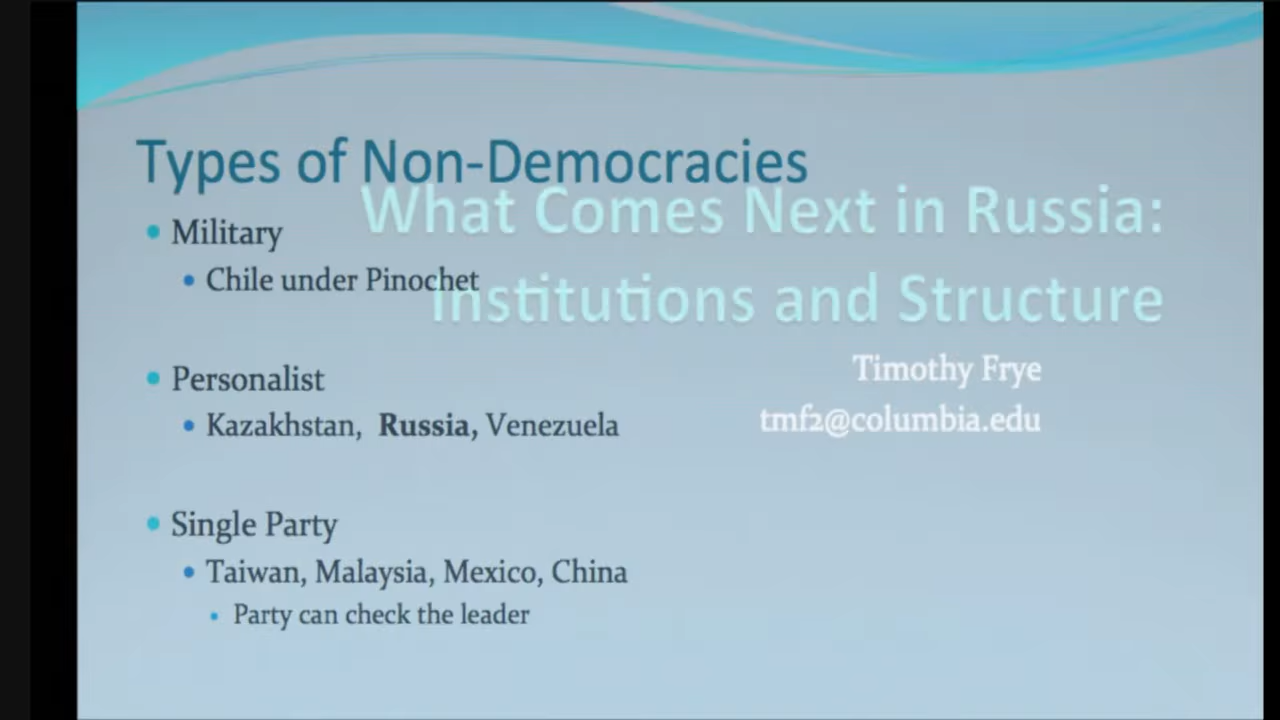 Types of Non-Democracies
What Comes Next in Russia:
• Military
• Chile under Pinochet
Institutions and Structure
Timothy Frye
• Personalist
tmf2@columbia.edu
• Kazakhstan, Russia, Venezuela
• Single Party
• Taiwan, Malaysia, Mexico, China
• Party can check the leader